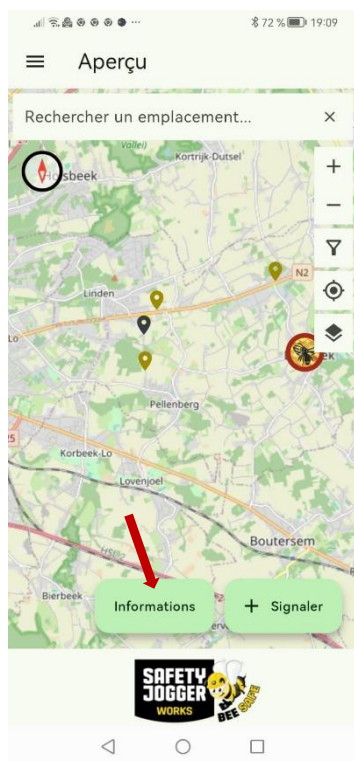 72 % 19:09
Aperçu
Rechercher un emplacement...
Vallei)
Kortrijk-Dutsel
Holsbeek
N2
Linden
Lo
Pellenberg
Korbeek-Lo
Lovenjoel
Boutersem
Bierbeek
Informations
+ Signaler
SAFETY
JOGGER
WORKS
BEE SAFE